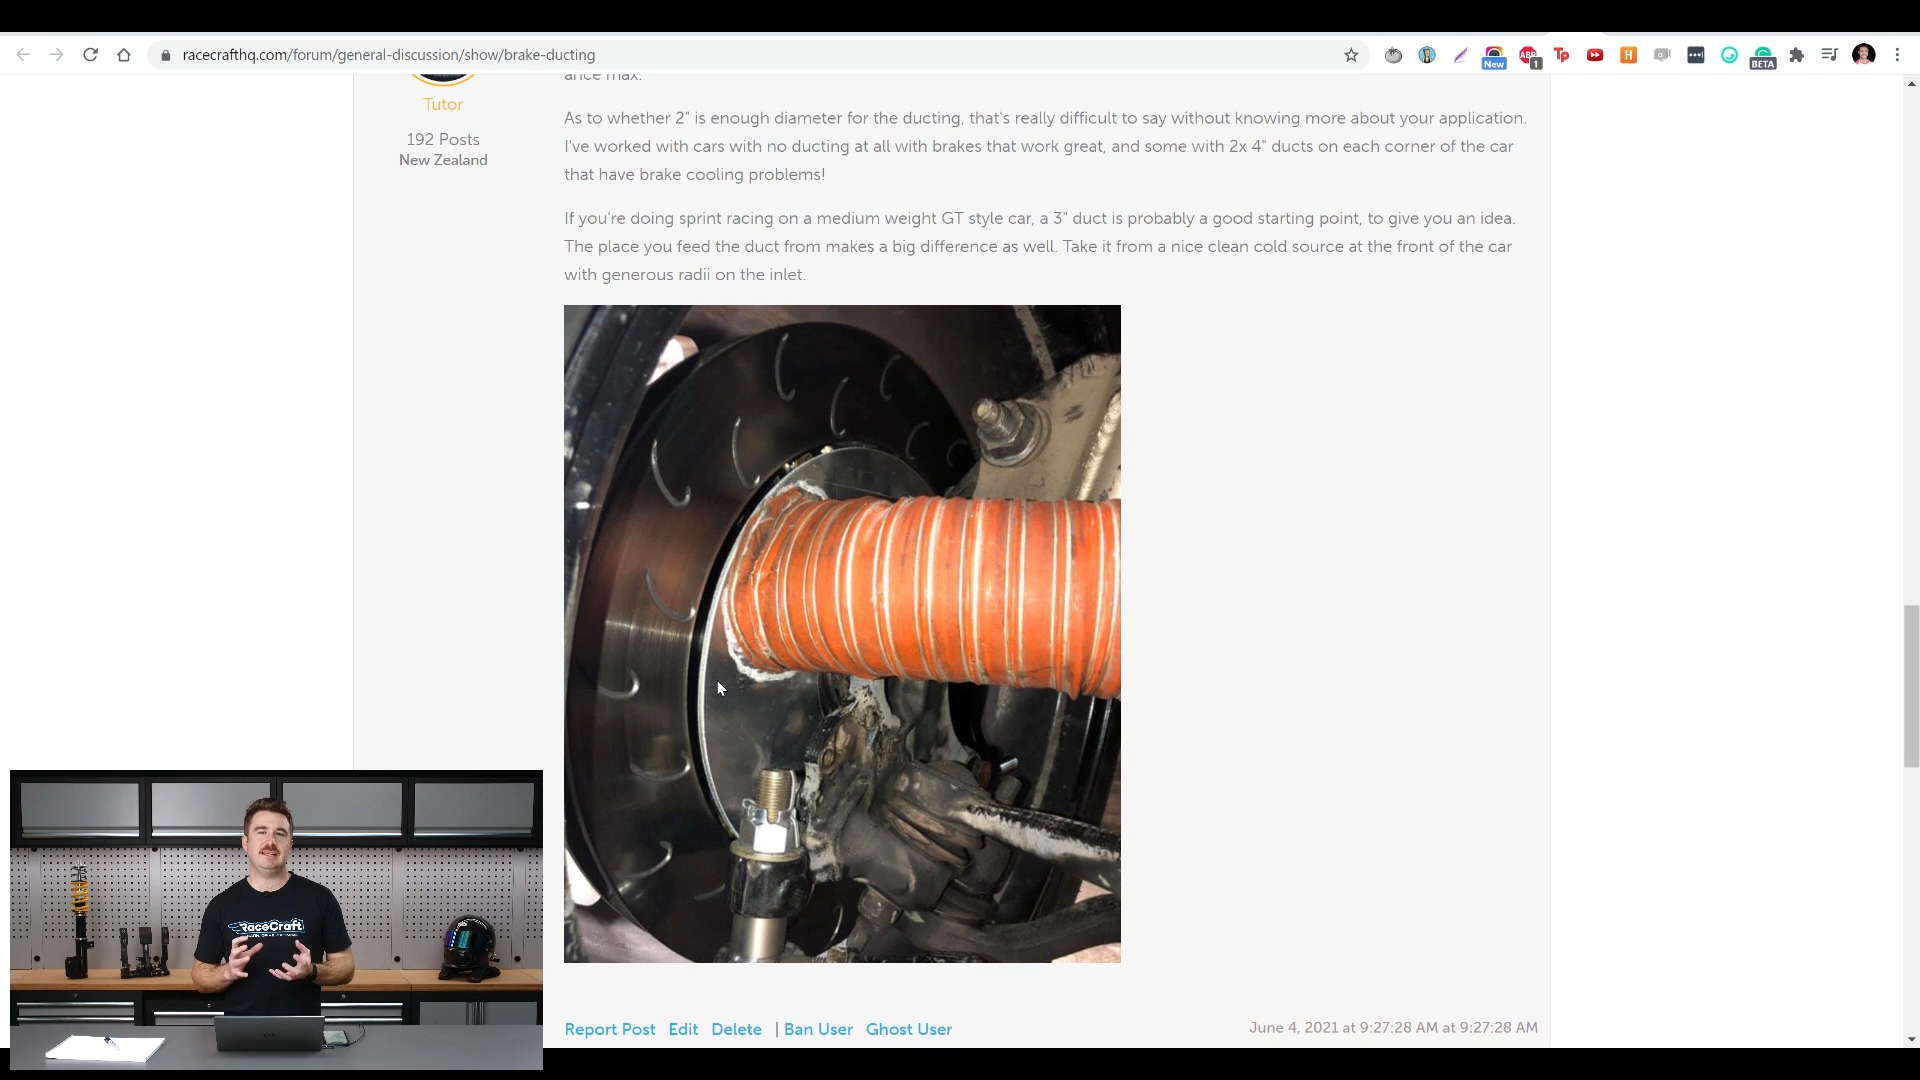 racecrafthq.com/forum/general-discussion/show/brake-ducting
New
ABP
1
Tp
H
BETA
ance max.
Tutor
192 Posts
New Zealand
As to whether 2" is enough diameter for the ducting, that's really difficult to say without knowing more about your application.
I've worked with cars with no ducting at all with brakes that work great, and some with 2x 4" ducts on each corner of the car
that have brake cooling problems!
If you're doing sprint racing on a medium weight GT style car, a 3" duct is probably a good starting point, to give you an idea.
The place you feed the duct from makes a big difference as well. Take it from a nice clean cold source at the front of the car
with generous radii on the inlet.
RaceCraft
Report Post Edit Delete | Ban User Ghost User
June 4, 2021 at 9:27:28 AM at 9:27:28 AM